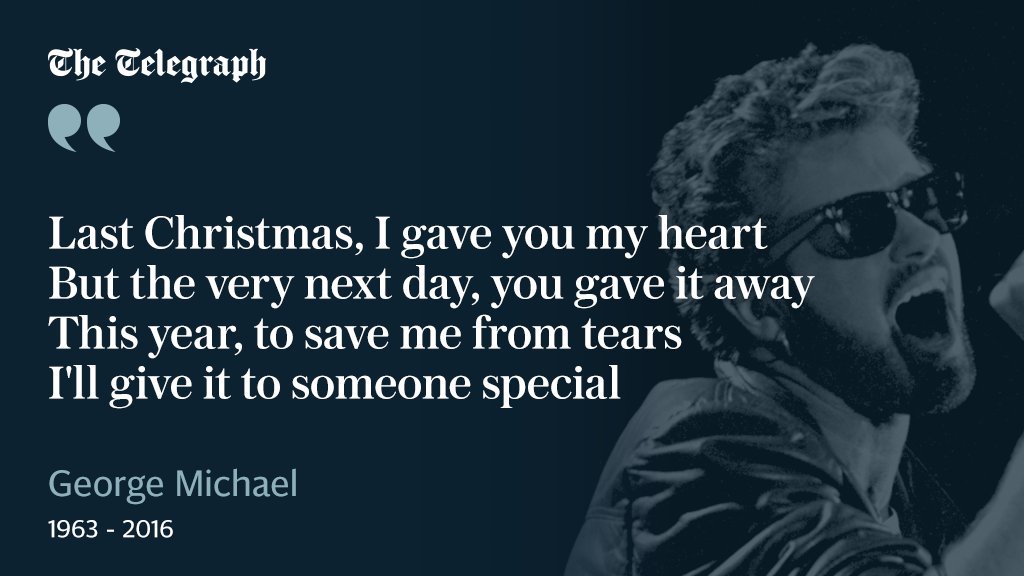 The Telegraph
Last Christmas, I gave you my heart
But the very next day, you gave it away
This year, to save me from tears
I'll give it to someone special
George Michael
1963 - 2016